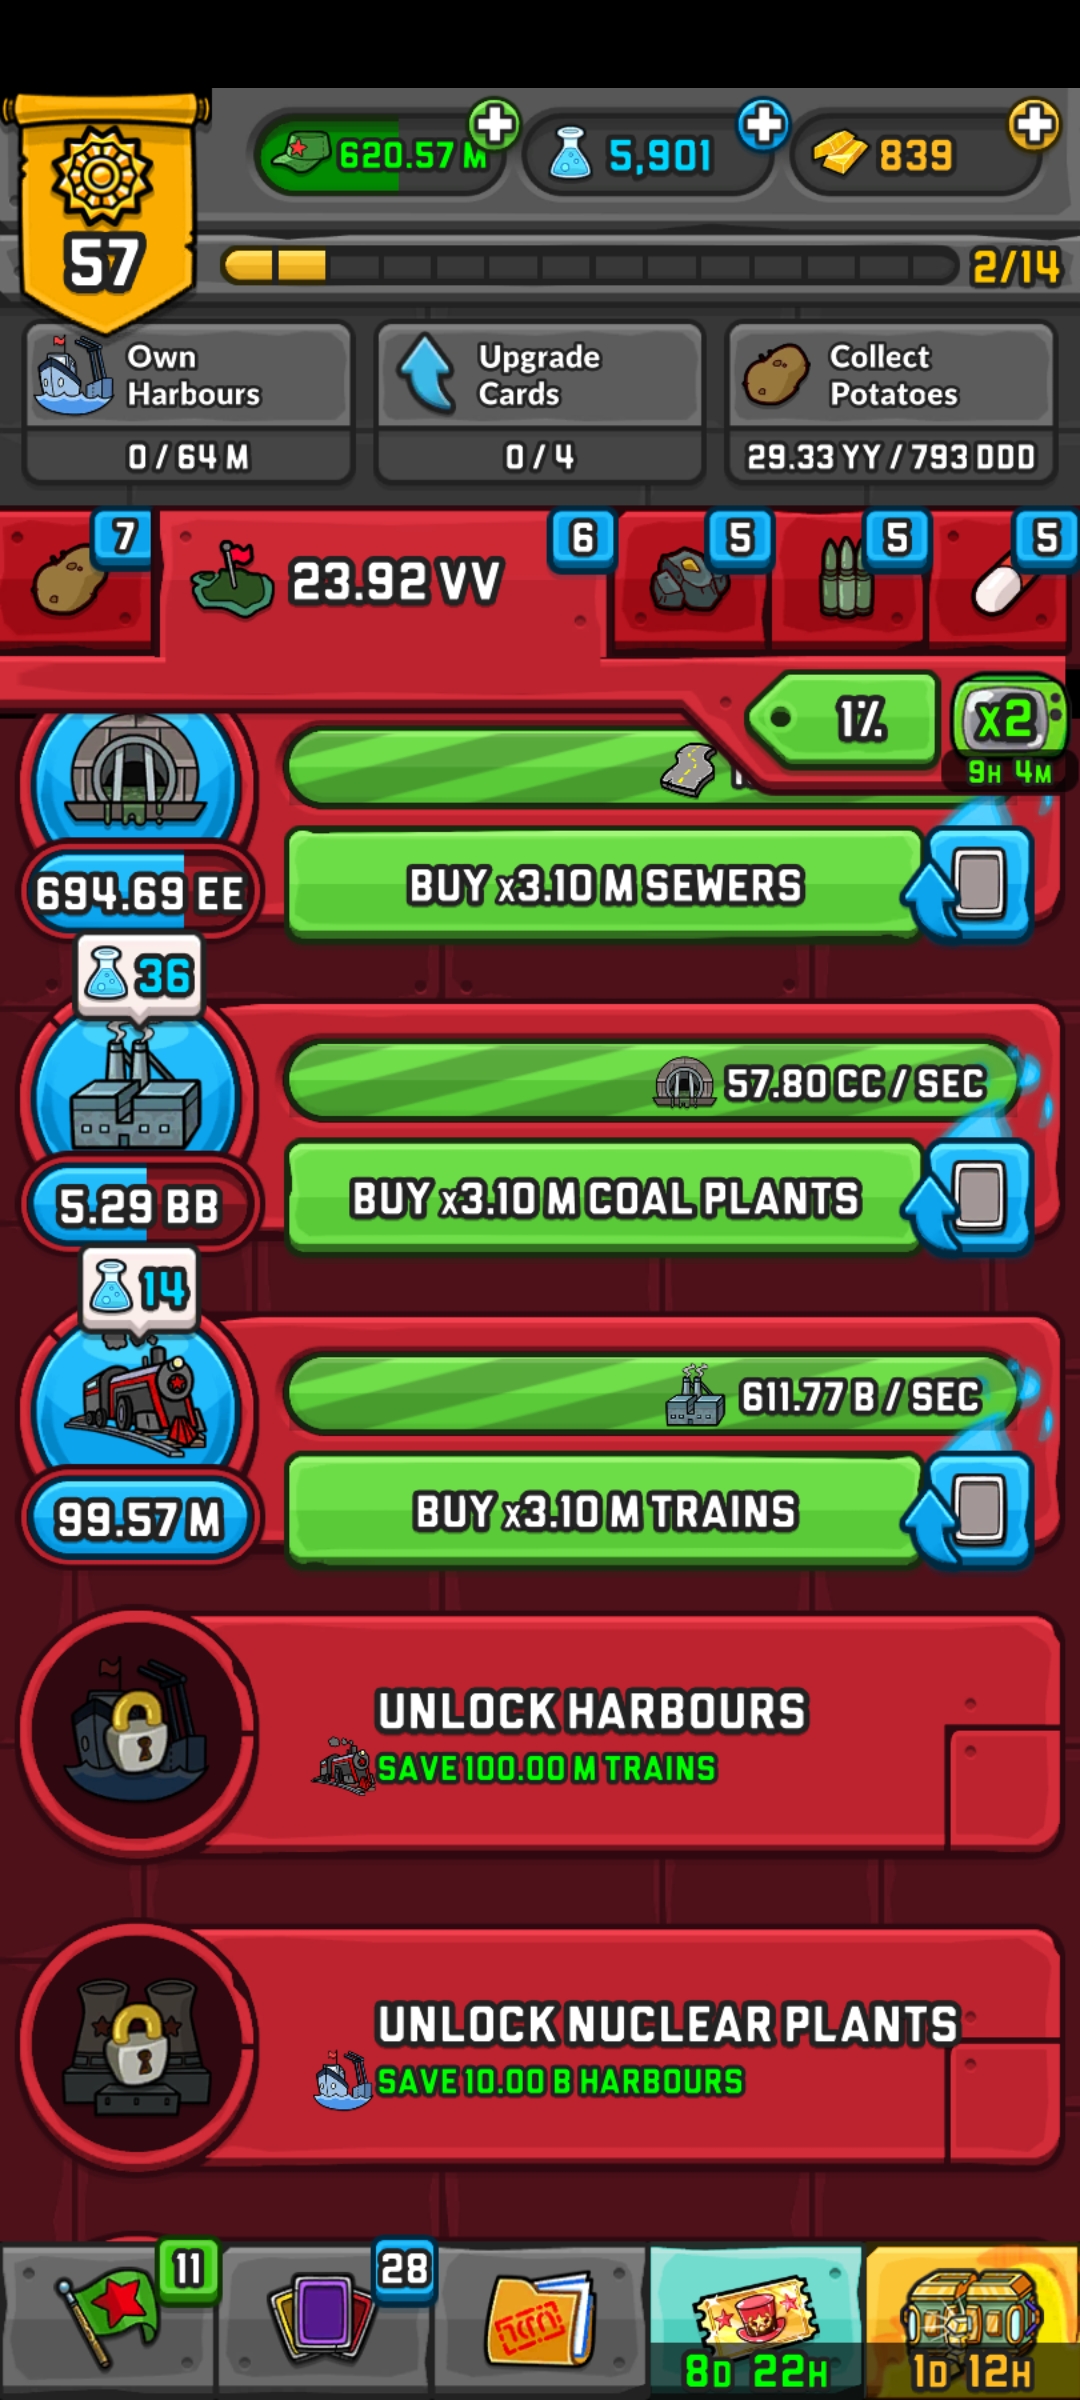 620.57 M
5,901
839
57
2/14
Own
Harbours
0 / 64 M
Upgrade
Cards
0 / 4
Collect
Potatoes
29.33 YY / 793 DDD
7
23.92 VV
6
5
5
5
1%
x2
9H 4M
694.69 EE
BUY x3.10 M SEWERS
36
57.80 CC / SEC
5.29 BB
BUY x3.10 M COAL PLANTS
14
611.77 B / SEC
99.57 M
BUY x3.10 M TRAINS
UNLOCK HARBOURS
SAVE 100.00 M TRAINS
UNLOCK NUCLEAR PLANTS
SAVE 10.00 B HARBOURS
11
28
8D 22H
1D 12H